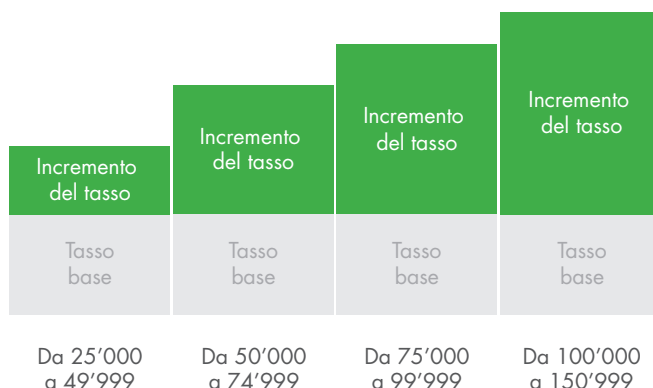 Incremento
del tasso
Incremento
del tasso
Incremento
del tasso
Incremento
del tasso
Tasso
base
Tasso
base
Tasso
base
Tasso
base
Da 25’000
a 49’999
Da 50’000
a 74’999
Da 75’000
a 99’999
Da 100’000
a 150’999